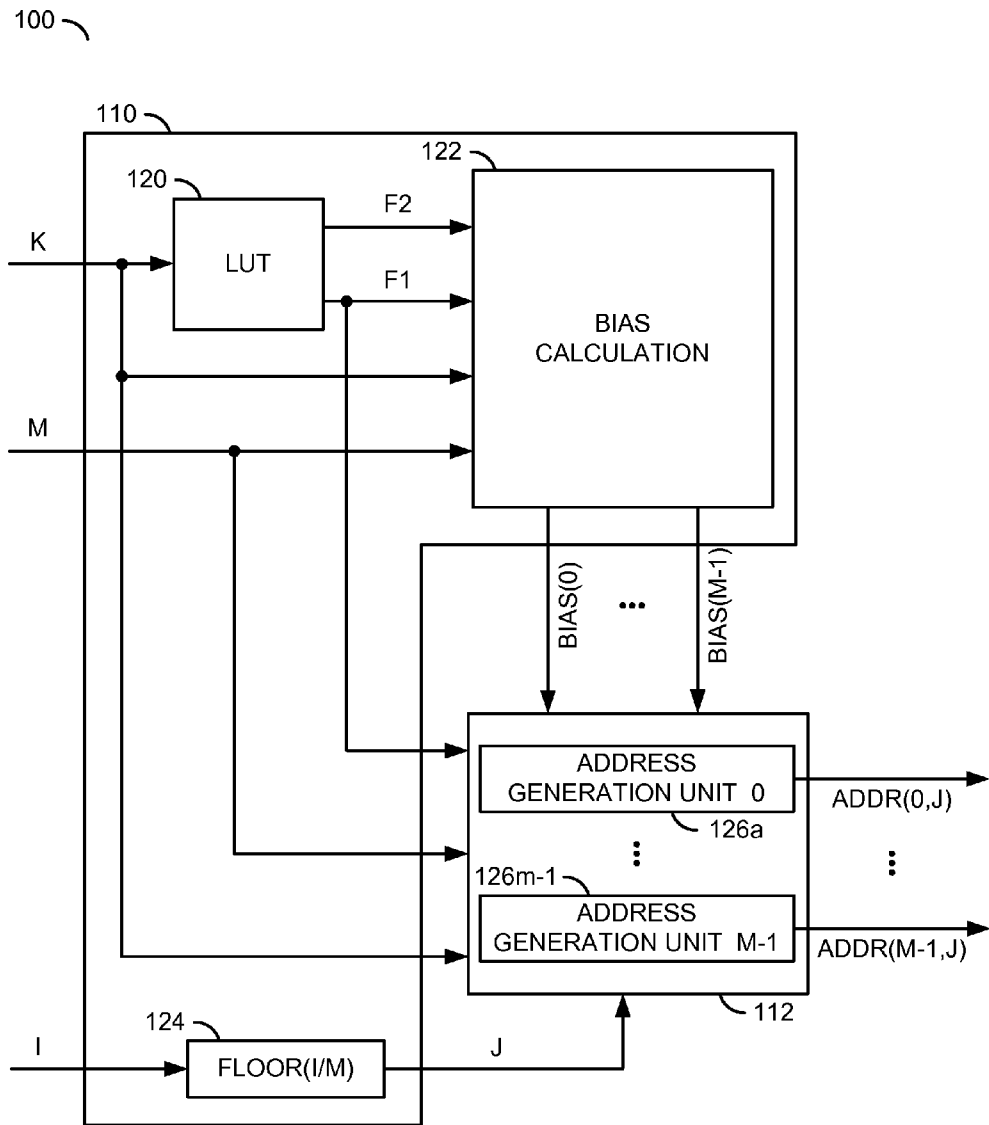 100
110
120
122
K
LUT
F2
F1
BIAS
CALCULATION
M
BIAS(0)
•••
BIAS(M-1)
ADDRESS
GENERATION UNIT 0
126a
ADDR(0,J)
•••
•••
126m-1
ADDRESS
GENERATION UNIT M-1
ADDR(M-1,J)
112
124
I
FLOOR(I/M)
J